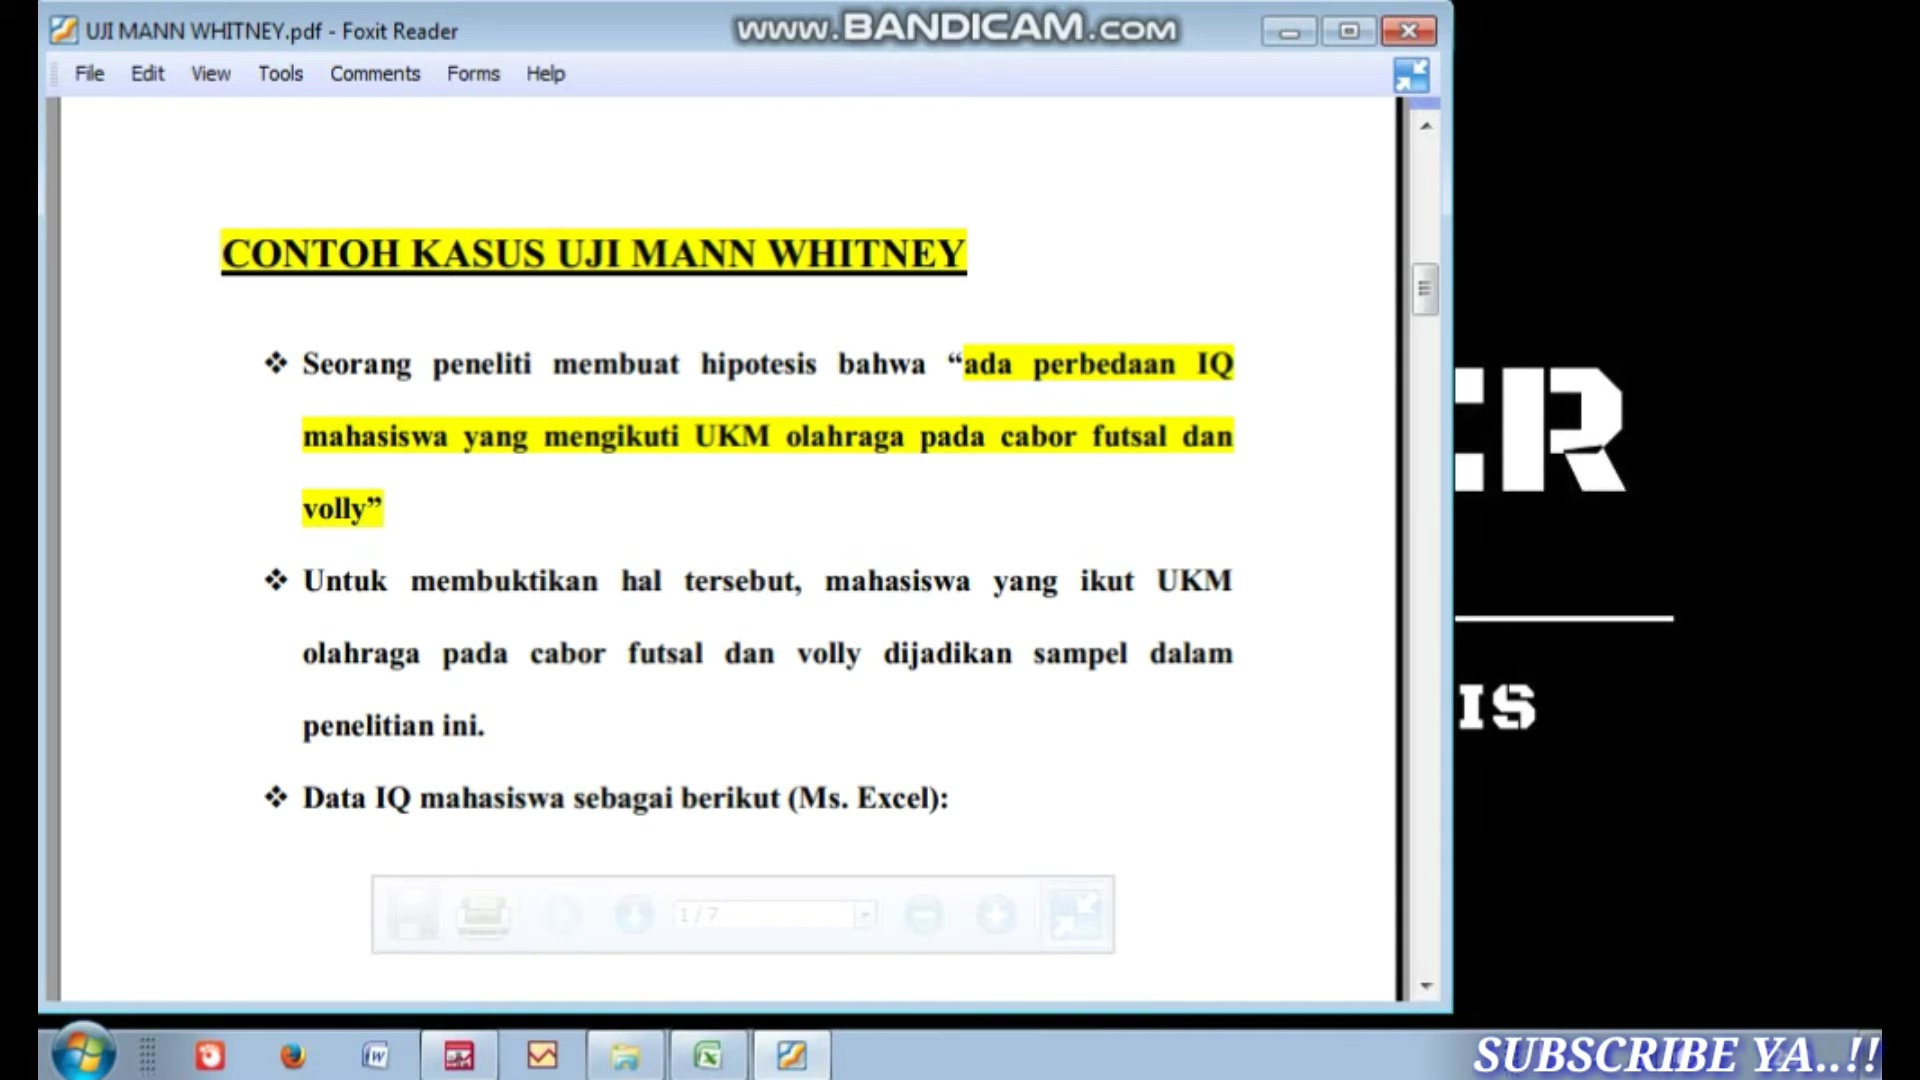 UJI MANN WHITNEY.pdf - Foxit Reader
www.BANDICAM.com
File Edit View Tools Comments Forms Help
CONTOH KASUS UJI MANN WHITNEY
❖ Seorang peneliti membuat hipotesis bahwa “ada perbedaan IQ
mahasiswa yang mengikuti UKM olahraga pada cabor futsal dan
volly”
❖ Untuk membuktikan hal tersebut, mahasiswa yang ikut UKM
olahraga pada cabor futsal dan volly dijadikan sampel dalam
penelitian ini.
❖ Data IQ mahasiswa sebagai berikut (Ms. Excel):
1 / 7
ER
IS
SUBSCRIBE YA..!!